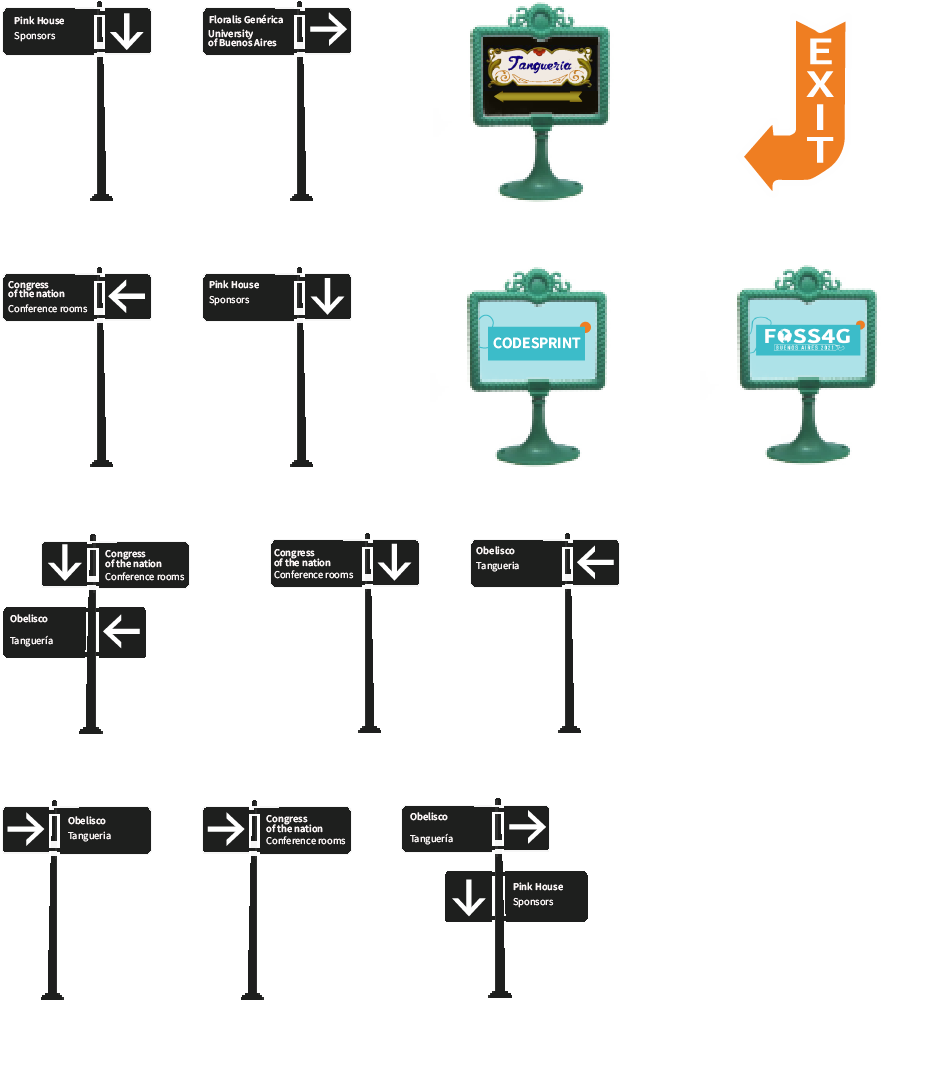 Pink House
Sponsors
Floralis Genérica
University
of Buenos Aires
Tanguería
EXIT
Congress
of the nation
Conference rooms
Pink House
Sponsors
CODESPRINT
FOSS4G
BUENOS AIRES 2021
Congress
of the nation
Conference rooms
Obelisco
Tanguería
Congress
of the nation
Conference rooms
Obelisco
Tangueria
Obelisco
Tangueria
Congress
of the nation
Conference rooms
Obelisco
Tanguería
Pink House
Sponsors